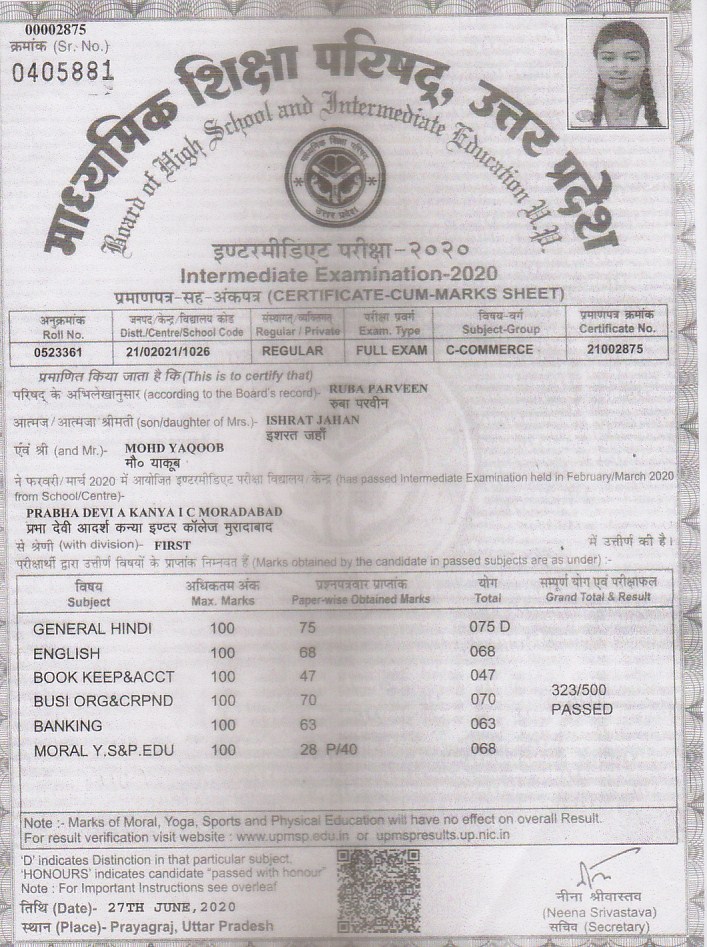 00002875
क्रमांक (Sr. No.)
0405881
माध्यमिक शिक्षा परिषद्, उत्तर प्रदेश
Board of High School and Intermediate Education U.P.
माध्यमिक शिक्षा परिषद्
उत्तर प्रदेश
इण्टरमीडिएट परीक्षा-२०२०
Intermediate Examination-2020
प्रमाणपत्र-सह-अंकपत्र (CERTIFICATE-CUM-MARKS SHEET)
अनुक्रमांक जनपद/केन्द्र/विद्यालय कोड संस्थागत/व्यक्तिगत परीक्षा प्रवर्ग विषय-वर्ग प्रमाणपत्र क्रमांक
Roll No. Distt./Centre/School Code Regular / Private Exam. Type Subject-Group Certificate No.
0523361 21/02021/1026 REGULAR FULL EXAM C-COMMERCE 21002875
प्रमाणित किया जाता है कि (This is to certify that)
परिषद् के अभिलेखानुसार (according to the Board's record)- RUBA PARVEEN
रुबा परवीन
आत्मज / आत्मजा श्रीमती (son/daughter of Mrs.)- ISHRAT JAHAN
इशरत जहाँ
एवं श्री (and Mr.)- MOHD YAQOOB
मौ० याकूब
ने फरवरी/मार्च 2020 में आयोजित इण्टरमीडिएट परीक्षा विद्यालय/केन्द्र (has passed Intermediate Examination held in February/March 2020
from School/Centre)-
PRABHA DEVI A KANYA I C MORADABAD
प्रभा देवी आदर्श कन्या इण्टर कॉलेज मुरादाबाद
से श्रेणी (with division)- FIRST में उत्तीर्ण की है।
परीक्षार्थी द्वारा उत्तीर्ण विषयों के प्राप्तांक निम्नवत हैं (Marks obtained by the candidate in passed subjects are as under) :-
विषय अधिकतम अंक प्रश्नपत्रवार प्राप्तांक योग सम्पूर्ण योग एवं परीक्षाफल
Subject Max. Marks Paper-wise Obtained Marks Total Grand Total & Result
GENERAL HINDI 100 75 075 D
ENGLISH 100 68 068
BOOK KEEP&ACCT 100 47 047
BUSI ORG&CRPND 100 70 070
BANKING 100 63 063
MORAL Y.S&P.EDU 100 28 P/40 068
323/500
PASSED
Note :- Marks of Moral, Yoga, Sports and Physical Education will have no effect on overall Result.
For result verification visit website : www.upmsp.edu.in or upmspresults.up.nic.in
'D' indicates Distinction in that particular subject.
'HONOURS' indicates candidate "passed with honour"
Note : For Important Instructions see overleaf
तिथि (Date)- 27TH JUNE,2020
स्थान (Place)- Prayagraj, Uttar Pradesh
नीना श्रीवास्तव
(Neena Srivastava)
सचिव (Secretary)